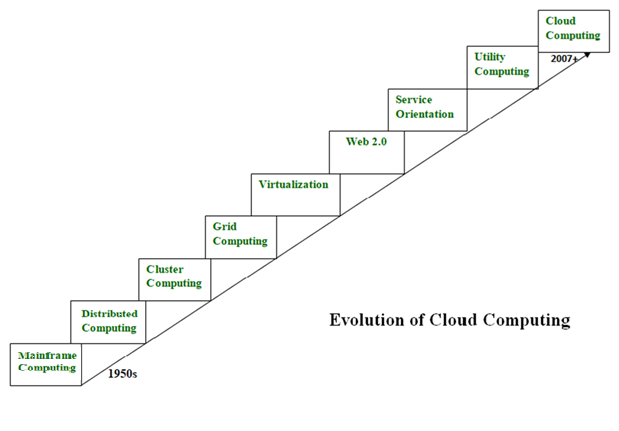 Cloud
Computing
2007+
Utility
Computing
Service
Orientation
Web 2.0
Virtualization
Grid
Computing
Cluster
Computing
Distributed
Computing
Evolution of Cloud Computing
Mainframe
Computing
1950s